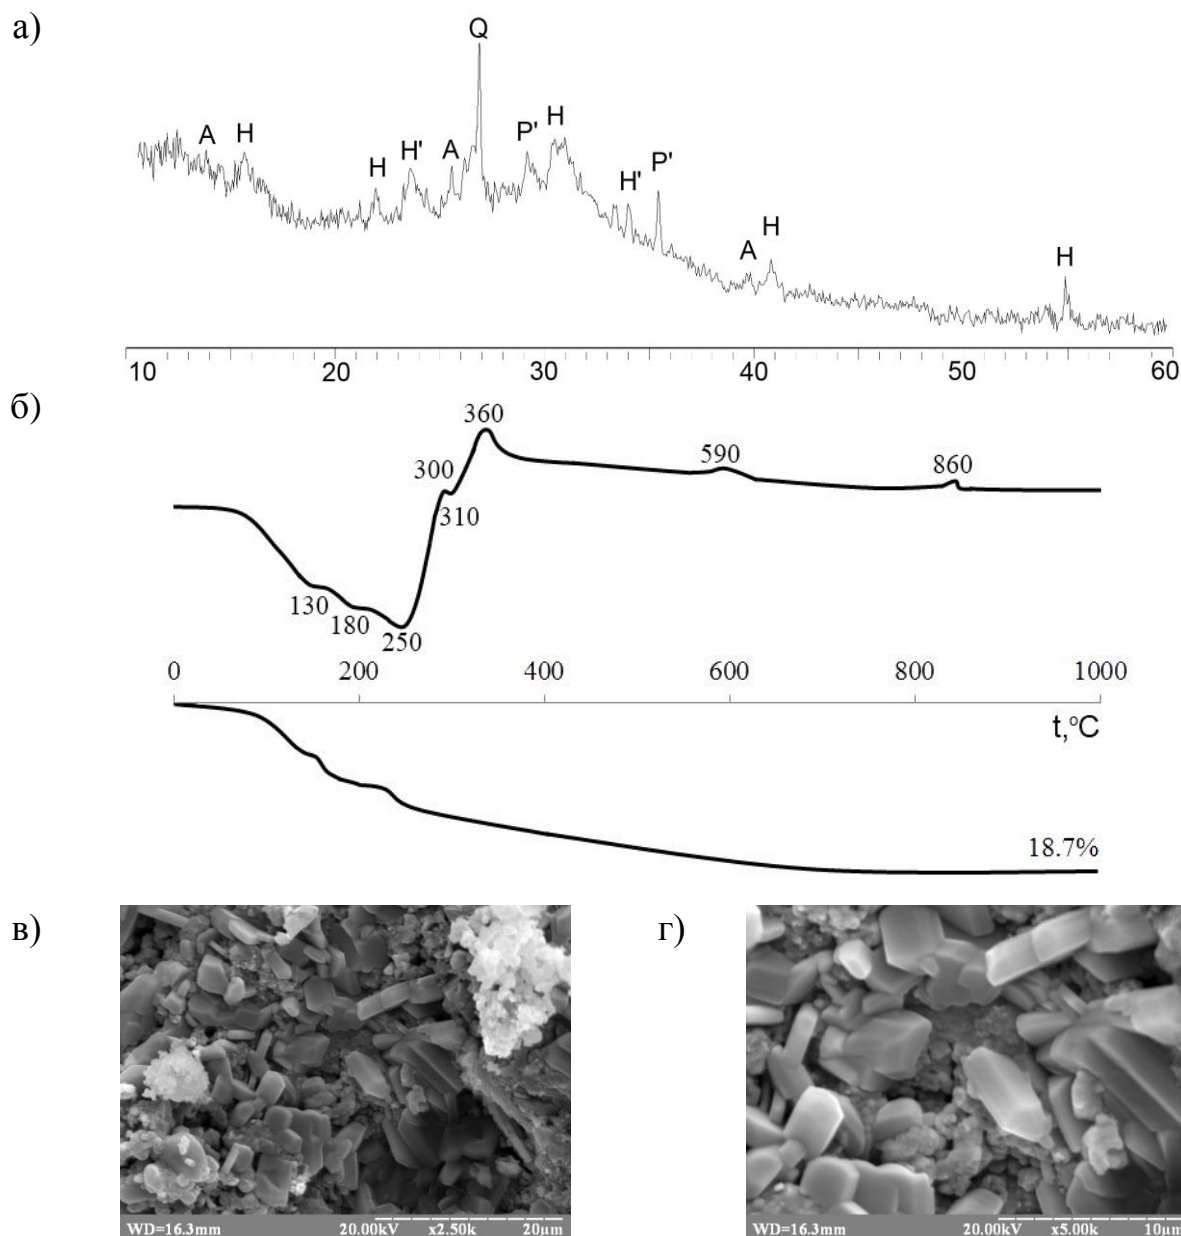 а)
Q
A H H H' A P' H H' P' A H H
10 20 30 40 50 60
б)
360
300
310
590
860
130
180
250
0 200 400 600 800 1000
t,°C
18.7%
в)
г)
WD=16.3mm 20.00kV x2.50k 20µm
WD=16.3mm 20.00kV x5.00k 10µm